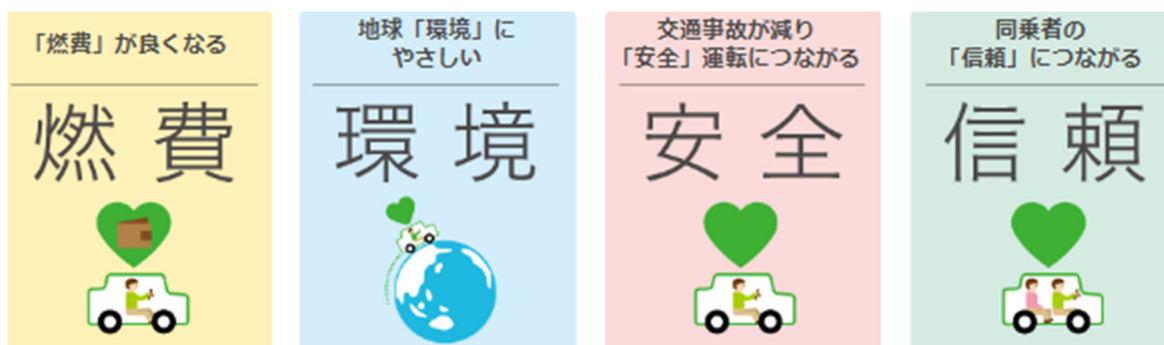 「燃費」が良くなる
燃費
地球「環境」に
やさしい
環境
交通事故が減り
「安全」運転につながる
安全
同乗者の
「信頼」につながる
信頼